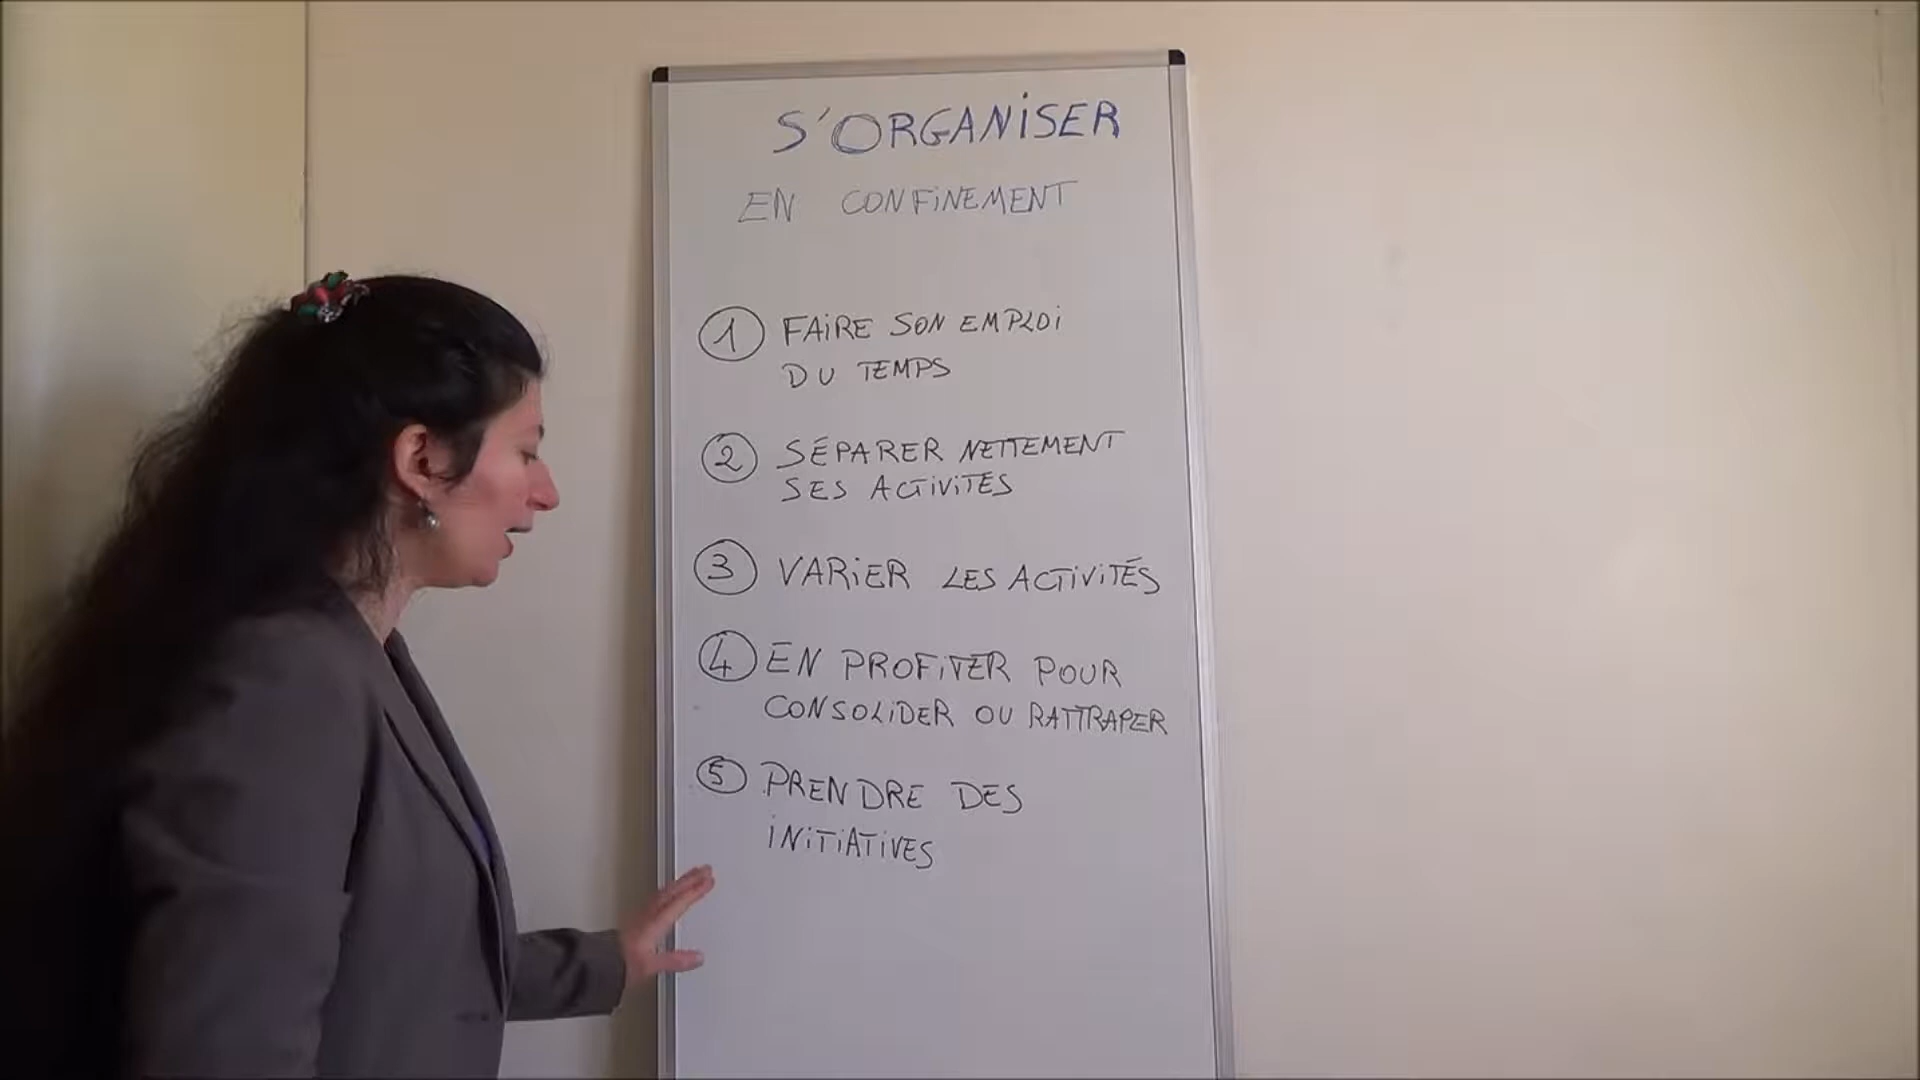 S'ORGANISER
EN CONFINEMENT
1 FAIRE SON EMPLOI
DU TEMPS
2 SÉPARER NETTEMENT
SES ACTIVITÉS
3 VARIER LES ACTIVITÉS
4 EN PROFITER POUR
CONSOLIDER OU RATTRAPER
5 PRENDRE DES
INITIATIVES